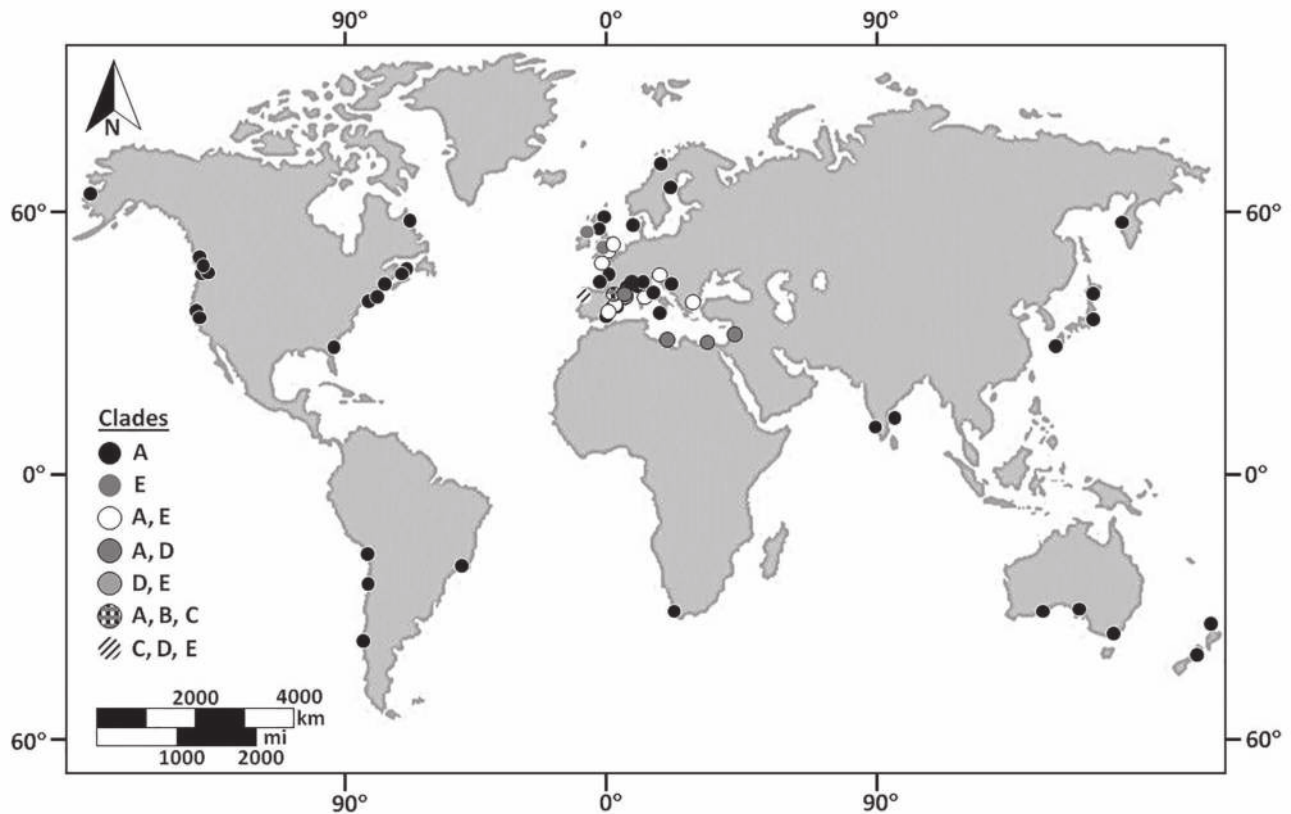 90° 0° 90°
N
60° 60°
Clades
A
E
0° 0°
A, E
A, D
D, E
A, B, C
C, D, E
2000 4000
km
mi
60° 60°
1000 2000
90° 0° 90°